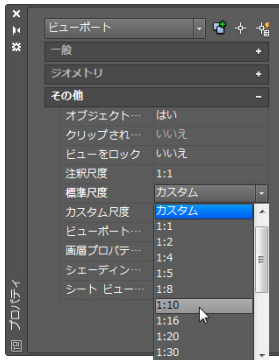 ビューポート
一般
ジオメトリ
その他
オブジェクト… はい
クリップされ… いいえ
ビューをロック いいえ
注釈尺度 1:1
標準尺度 カスタム
カスタム尺度 カスタム
ビューポート… 1:1
1:2
画層プロパテ… 1:4
シェーディン… 1:5
シート ビュー… 1:8
1:10
1:16
1:20
1:30
プロパティ